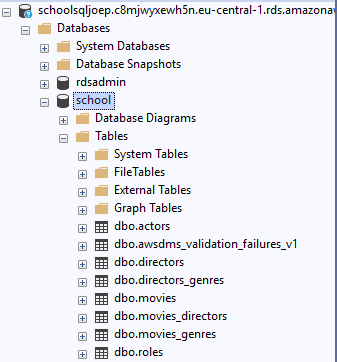 schoolsqljoep.c8mjwyxewh5n.eu-central-1.rds.amazonaw
Databases
System Databases
Database Snapshots
rdsadmin
school
Database Diagrams
Tables
System Tables
FileTables
External Tables
Graph Tables
dbo.actors
dbo.awsdms_validation_failures_v1
dbo.directors
dbo.directors_genres
dbo.movies
dbo.movies_directors
dbo.movies_genres
dbo.roles